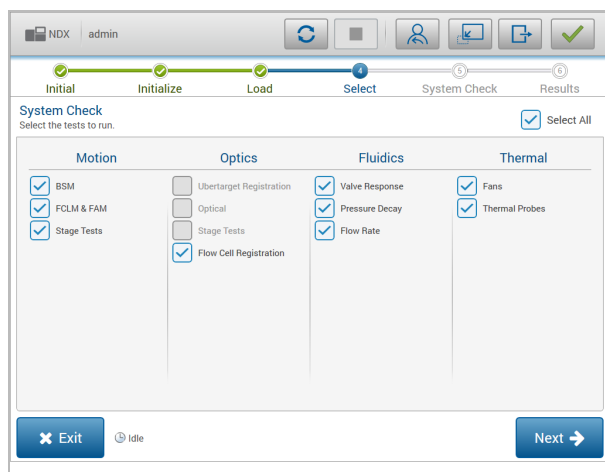 NDX admin
4 5 6
Initial Initialize Load Select System Check Results
System Check
Select the tests to run.
Select All
Motion Optics Fluidics Thermal
BSM Ubertarget Registration Valve Response Fans
FCLM & FAM Optical Pressure Decay Thermal Probes
Stage Tests Stage Tests Flow Rate
Flow Cell Registration
Exit Idle Next